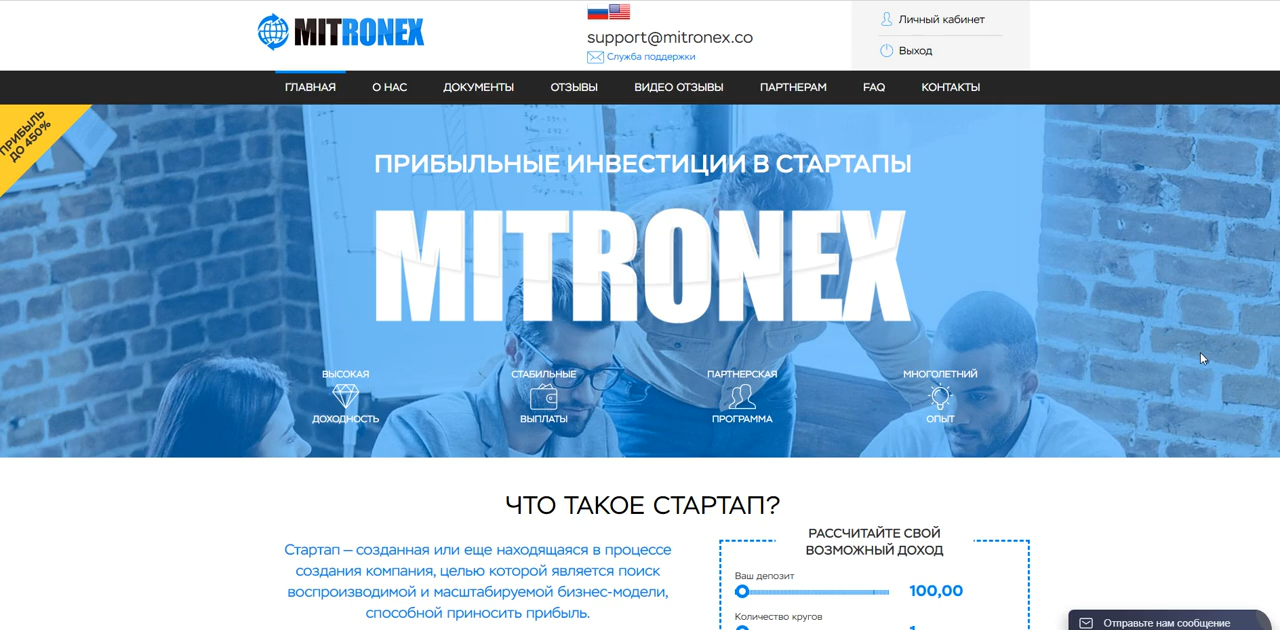 MITRONEX
support@mitronex.co
Служба поддержки
Личный кабинет
Выход
ГЛАВНАЯ
О НАС
ДОКУМЕНТЫ
ОТЗЫВЫ
ВИДЕО ОТЗЫВЫ
ПАРТНЕРАМ
FAQ
КОНТАКТЫ
ПРИБЫЛЬ
ДО 450%
ПРИБЫЛЬНЫЕ ИНВЕСТИЦИИ В СТАРТАПЫ
MITRONEX
ВЫСОКАЯ
ДОХОДНОСТЬ
СТАБИЛЬНЫЕ
ВЫПЛАТЫ
ПАРТНЕРСКАЯ
ПРОГРАММА
МНОГОЛЕТНИЙ
ОПЫТ
ЧТО ТАКОЕ СТАРТАП?
Стартап – созданная или еще находящаяся в процессе
создания компания, целью которой является поиск
воспроизводимой и масштабируемой бизнес-модели,
способной приносить прибыль.
РАССЧИТАЙТЕ СВОЙ
ВОЗМОЖНЫЙ ДОХОД
Ваш депозит
100,00
Количество кругов
Отправьте нам сообщение